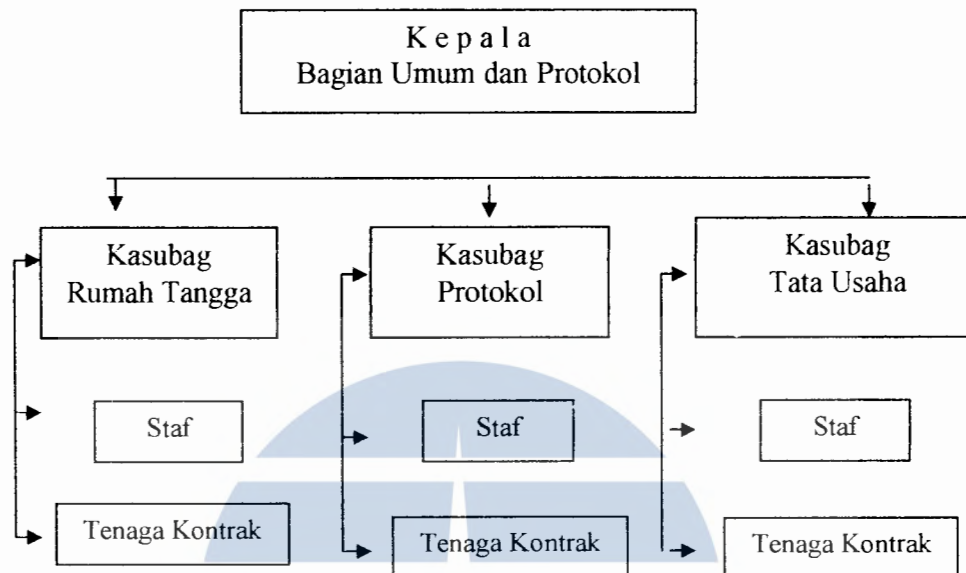 K e p a l a
Bagian Umum dan Protokol
Kasubag
Rumah Tangga
Kasubag
Protokol
Kasubag
Tata Usaha
Staf
Staf
Staf
Tenaga Kontrak
Tenaga Kontrak
Tenaga Kontrak